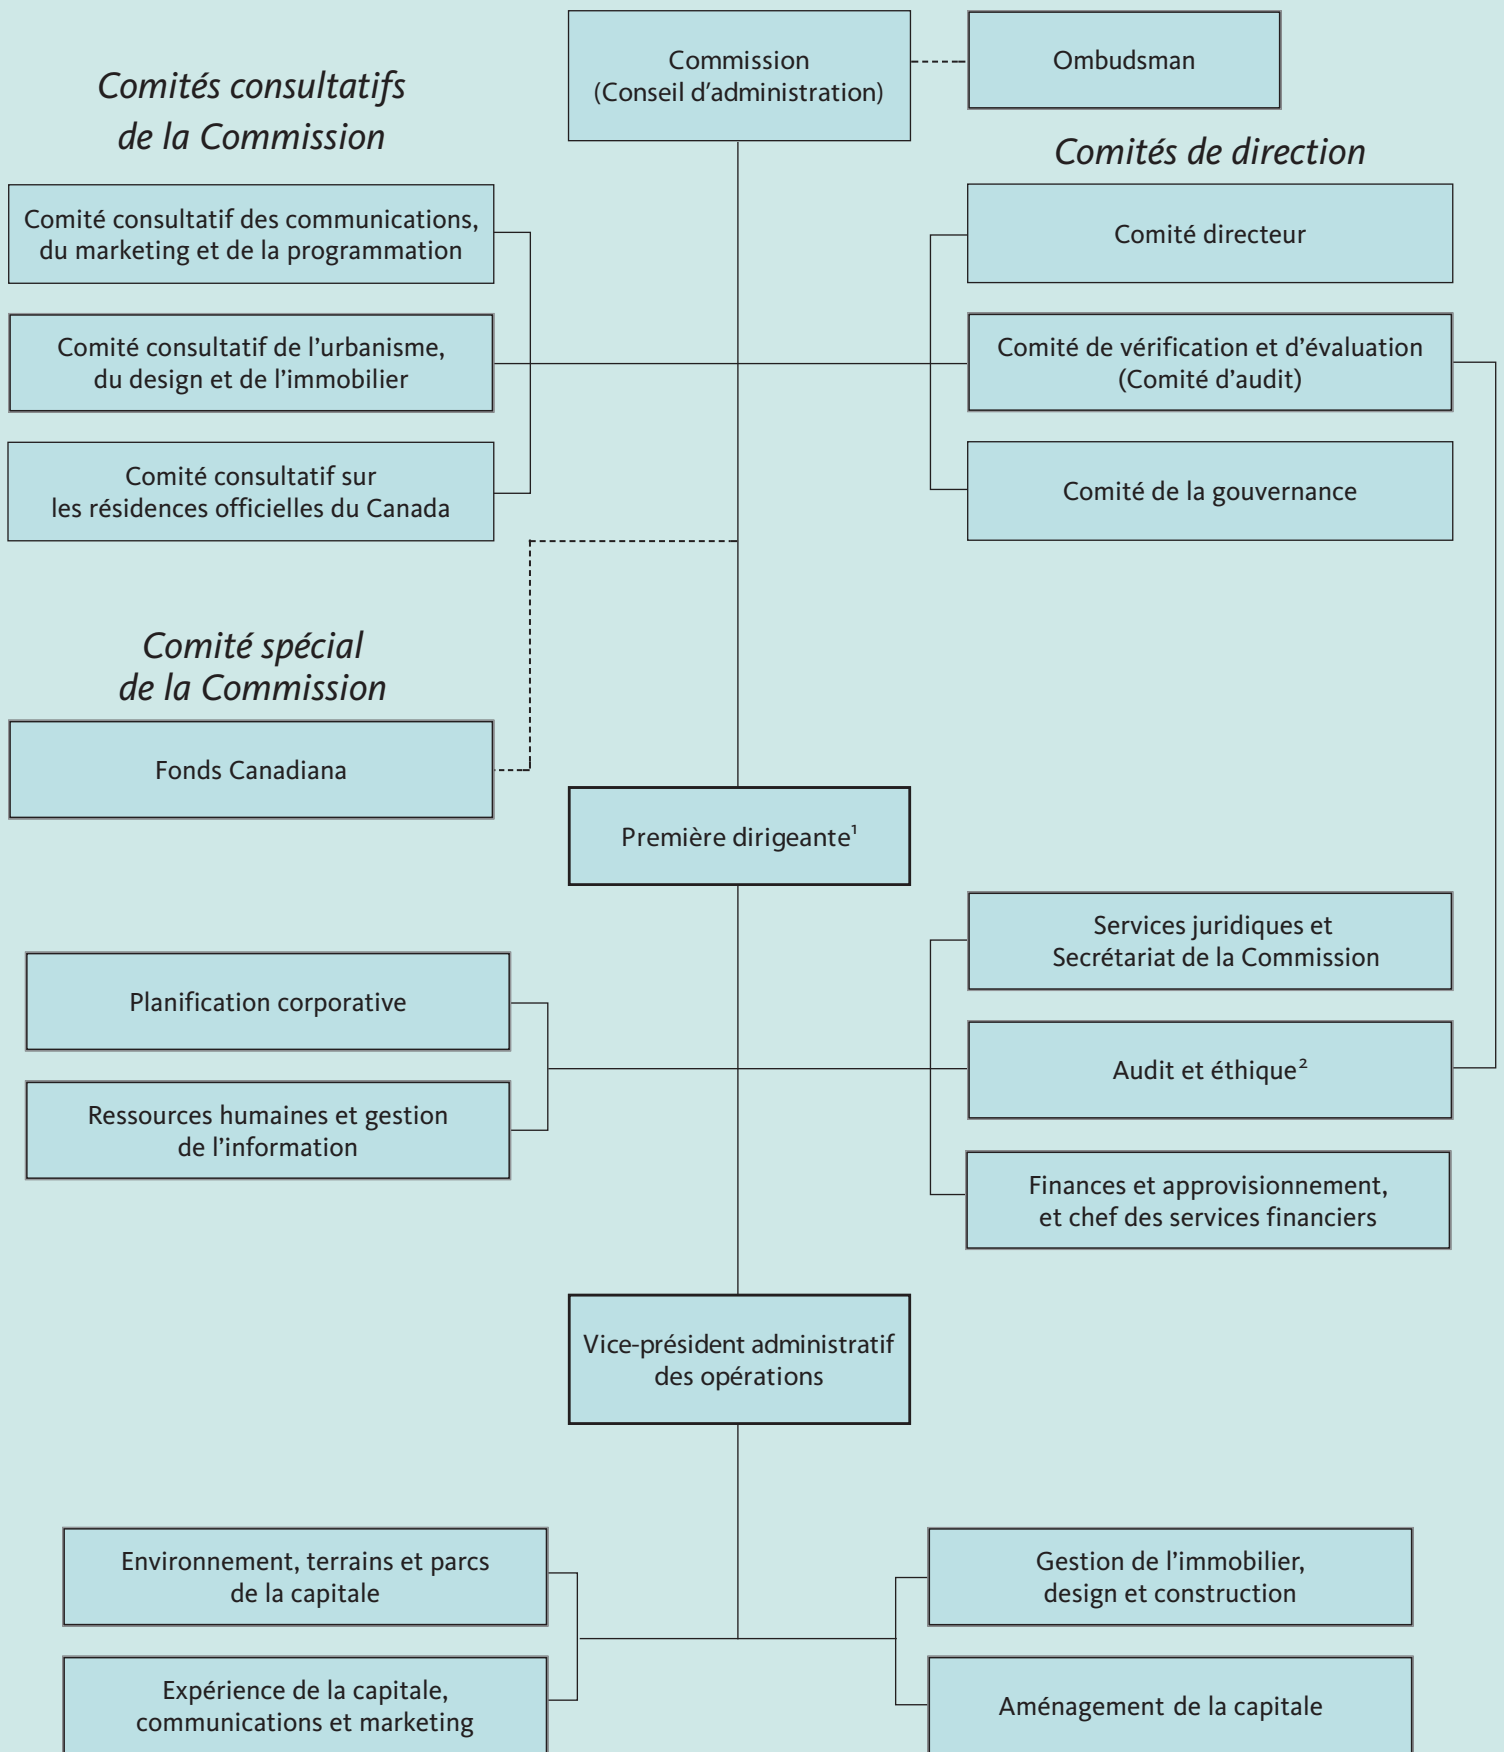 Commission
(Conseil d'administration)
Ombudsman
Comités consultatifs
de la Commission
Comités de direction
Comité consultatif des communications,
du marketing et de la programmation
Comité directeur
Comité consultatif de l'urbanisme,
du design et de l'immobilier
Comité de vérification et d'évaluation
(Comité d'audit)
Comité consultatif sur
les résidences officielles du Canada
Comité de la gouvernance
Comité spécial
de la Commission
Fonds Canadiana
Première dirigeante¹
Services juridiques et
Secrétariat de la Commission
Planification corporative
Audit et éthique²
Ressources humaines et gestion
de l'information
Finances et approvisionnement,
et chef des services financiers
Vice-président administratif
des opérations
Environnement, terrains et parcs
de la capitale
Gestion de l'immobilier,
design et construction
Expérience de la capitale,
communications et marketing
Aménagement de la capitale